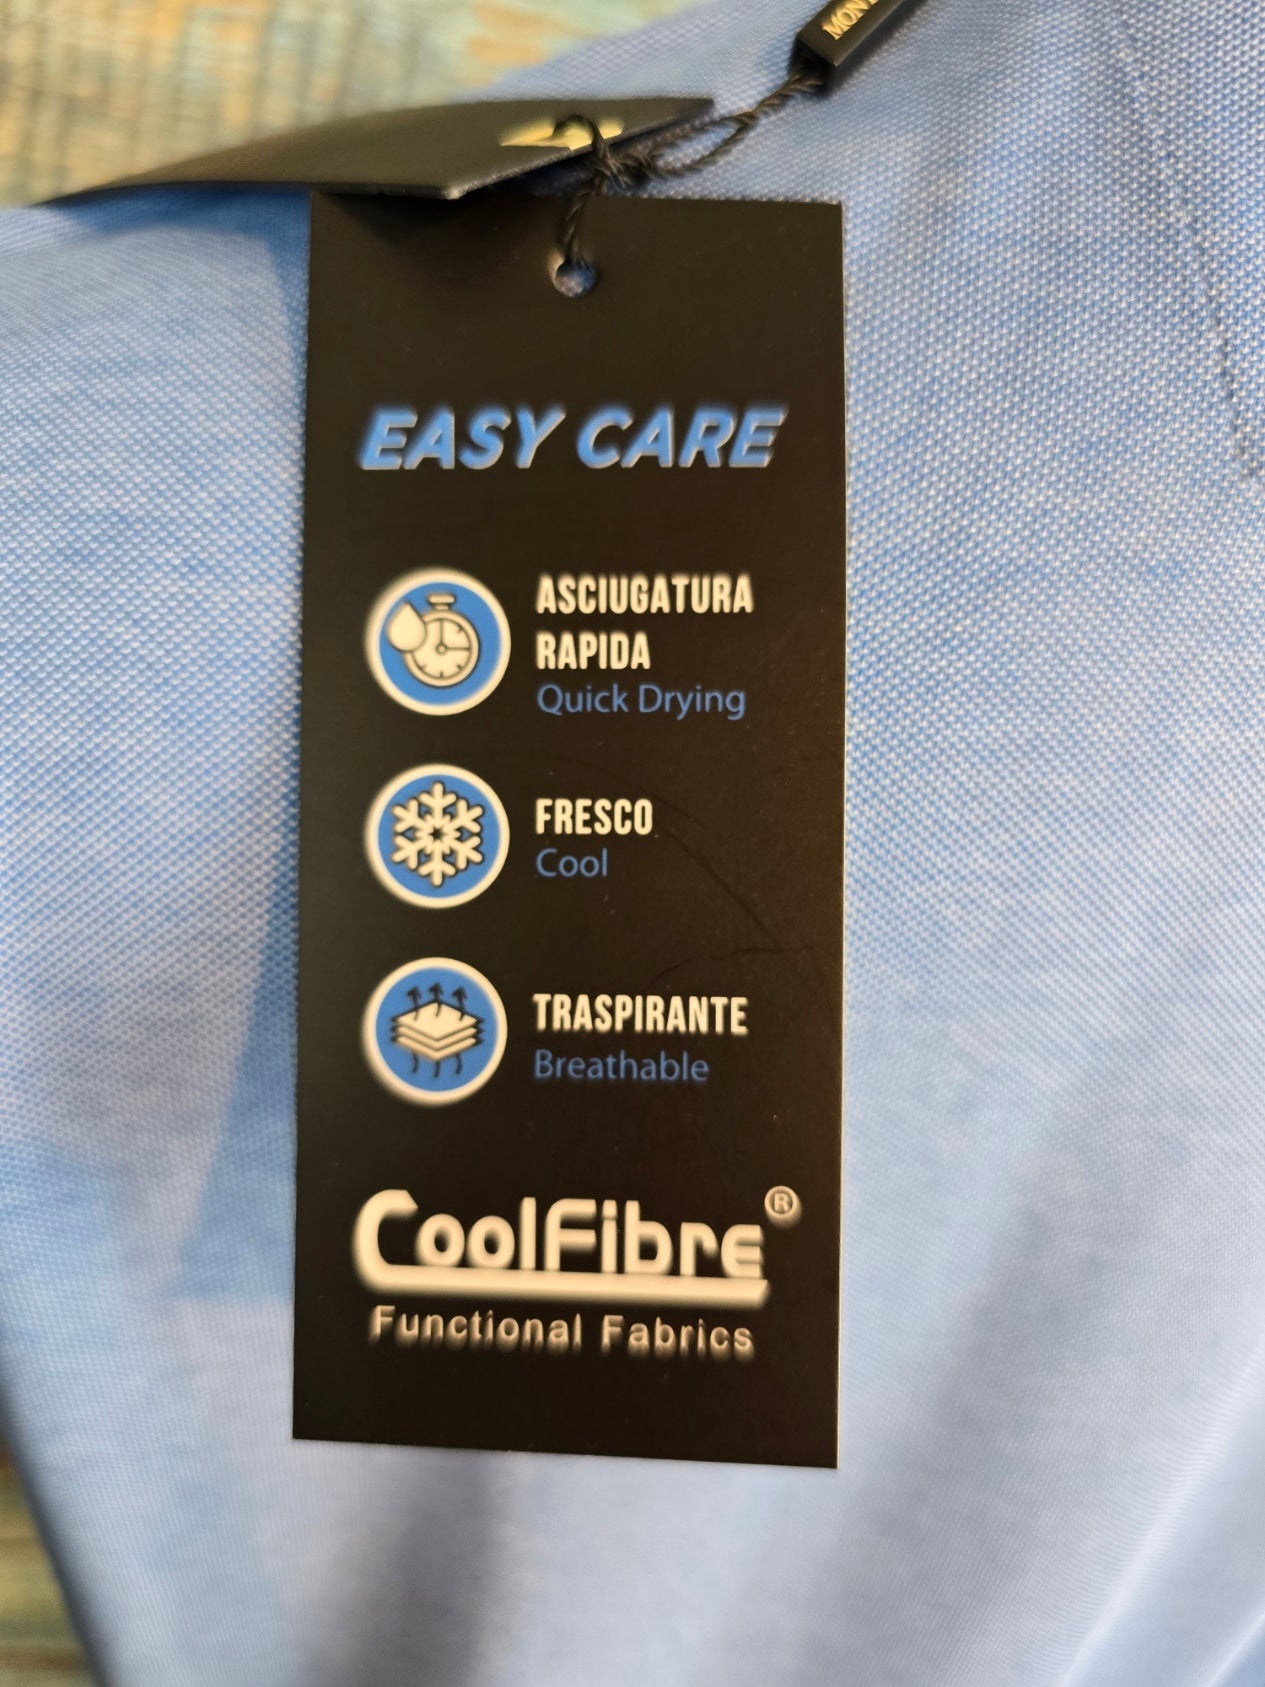 EASY CARE
ASCIUGATURA
RAPIDA
Quick Drying
FRESCO
Cool
TRASPIRANTE
Breathable
CoolFibre®
Functional Fabrics